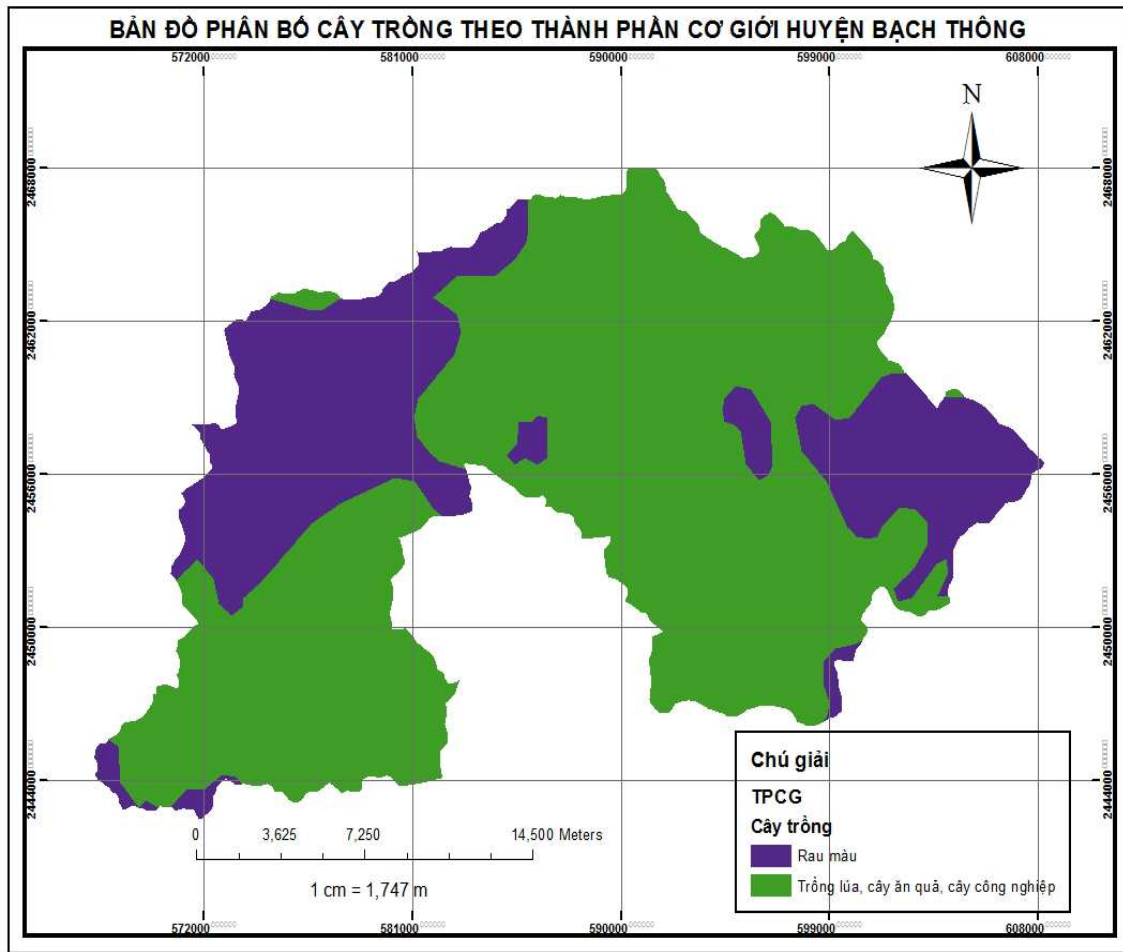 BẢN ĐỒ PHÂN BỐ CÂY TRỒNG THEO THÀNH PHẦN CƠ GIỚI HUYỆN BẠCH THÔNG
572000 581000 590000 599000 608000
N
2468000 2468000
2462000 2462000
2456000 2456000
2450000 2450000
2444000 2444000
Chú giải
TPCG
Cây trồng
Rau màu
Trồng lúa, cây ăn quả, cây công nghiệp
0 3,625 7,250 14,500 Meters
1 cm = 1,747 m
572000 581000 590000 599000 608000